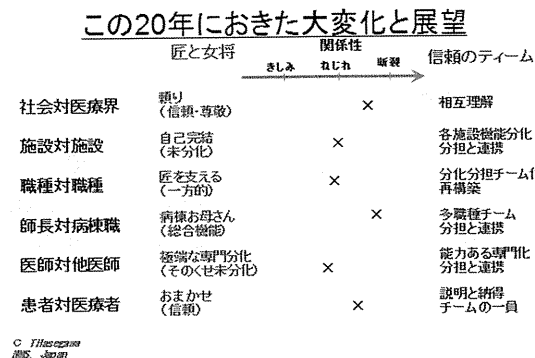 この20年におきた大変化と展望
匠と女将
関係性
信頼のティーム
きしみ ねじれ 断裂
社会対医療界
頼り
(信頼・尊敬)
相互理解
施設対施設
自己完結
(未分化)
各施設機能分化
分担と連携
職種対職種
匠を支える
(一方的)
分化分担チーム
再構築
師長対病棟職
病棟お母さん
(総合機能)
多職種チーム
分担と連携
医師対他医師
極端な専門分化
(そのくせ未分化)
能力ある専門化
分担と連携
患者対医療者
おまかせ
(信頼)
説明と納得
チームの一員
© THasegawa
Japan